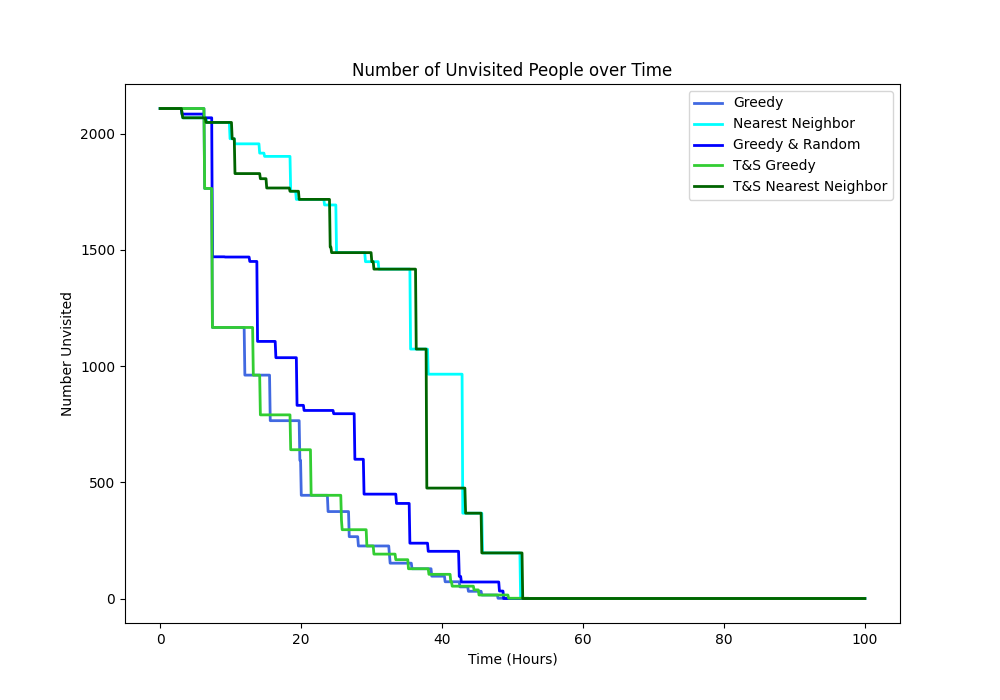 Number of Unvisited People over Time
Greedy
Nearest Neighbor
Greedy & Random
T&S Greedy
T&S Nearest Neighbor
Number Unvisited
2000
1500
1000
500
0
0 20 40 60 80 100
Time (Hours)